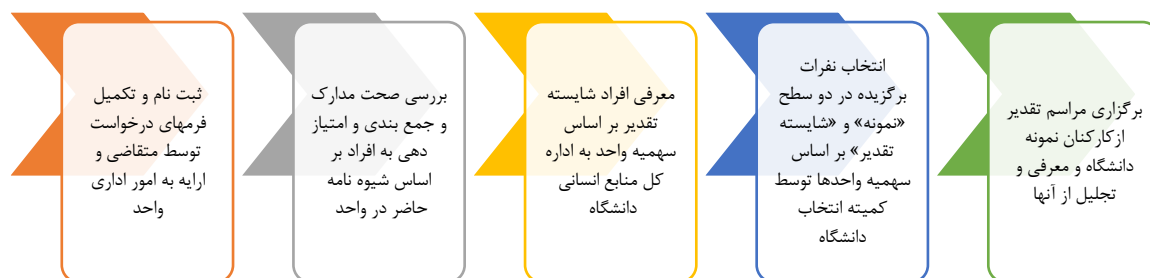 ثبت نام و تکمیل
فرمهای درخواست
توسط متقاضی و
ارایه به امور اداری
واحد
بررسی صحت مدارک
و جمع بندی و امتیاز
دهی به افراد بر
اساس شیوه نامه
حاضر در واحد
معرفی افراد شایسته
تقدیر بر اساس
سهمیه واحد به اداره
کل منابع انسانی
دانشگاه
انتخاب نفرات
برگزیده در دو سطح
«نمونه» و «شایسته
تقدیر» بر اساس
سهمیه واحدها توسط
کمیته انتخاب
دانشگاه
برگزاری مراسم تقدیر
ازکارکنان نمونه
دانشگاه و معرفی و
تجلیل از آنها